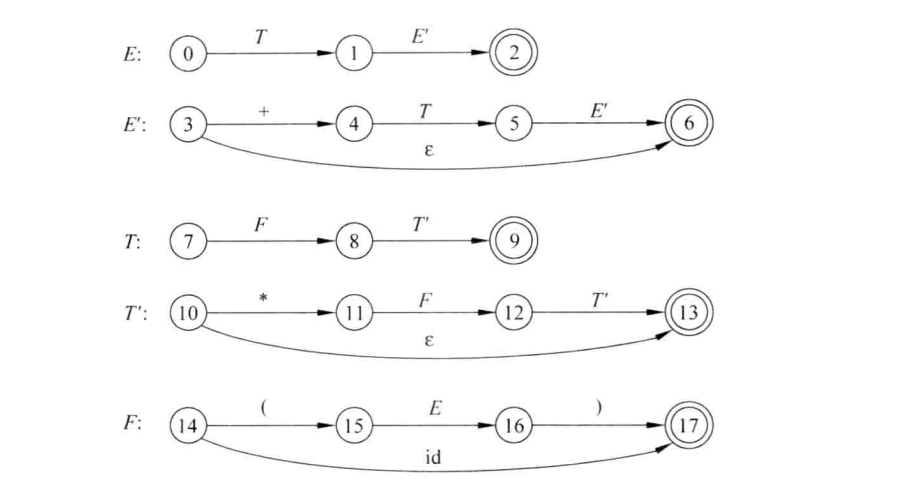 E: 0 T 1 E' 2
E': 3 + 4 T 5 E' 6
ε
T: 7 F 8 T' 9
T': 10 * 11 F 12 T' 13
ε
F: 14 ( 15 E 16 ) 17
id